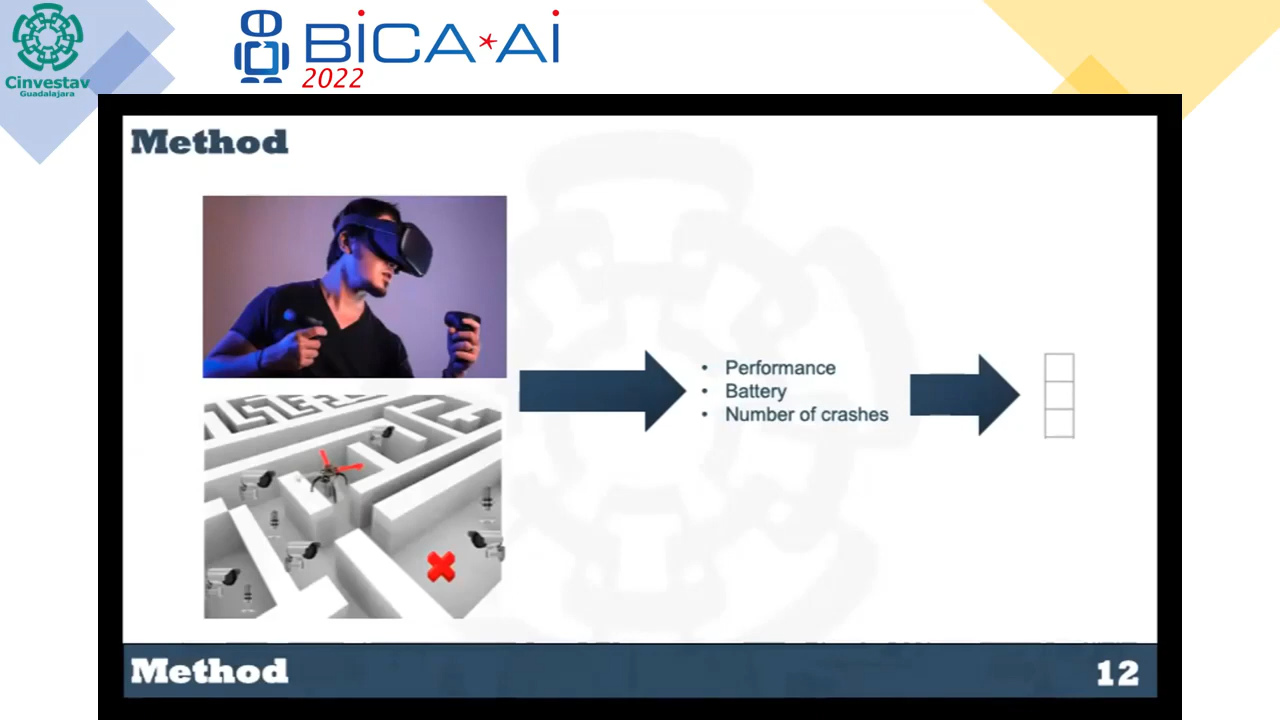 Cinvestav
Guadalajara
BiCA*Ai
2022
Method
• Performance
• Battery
• Number of crashes
Method
12